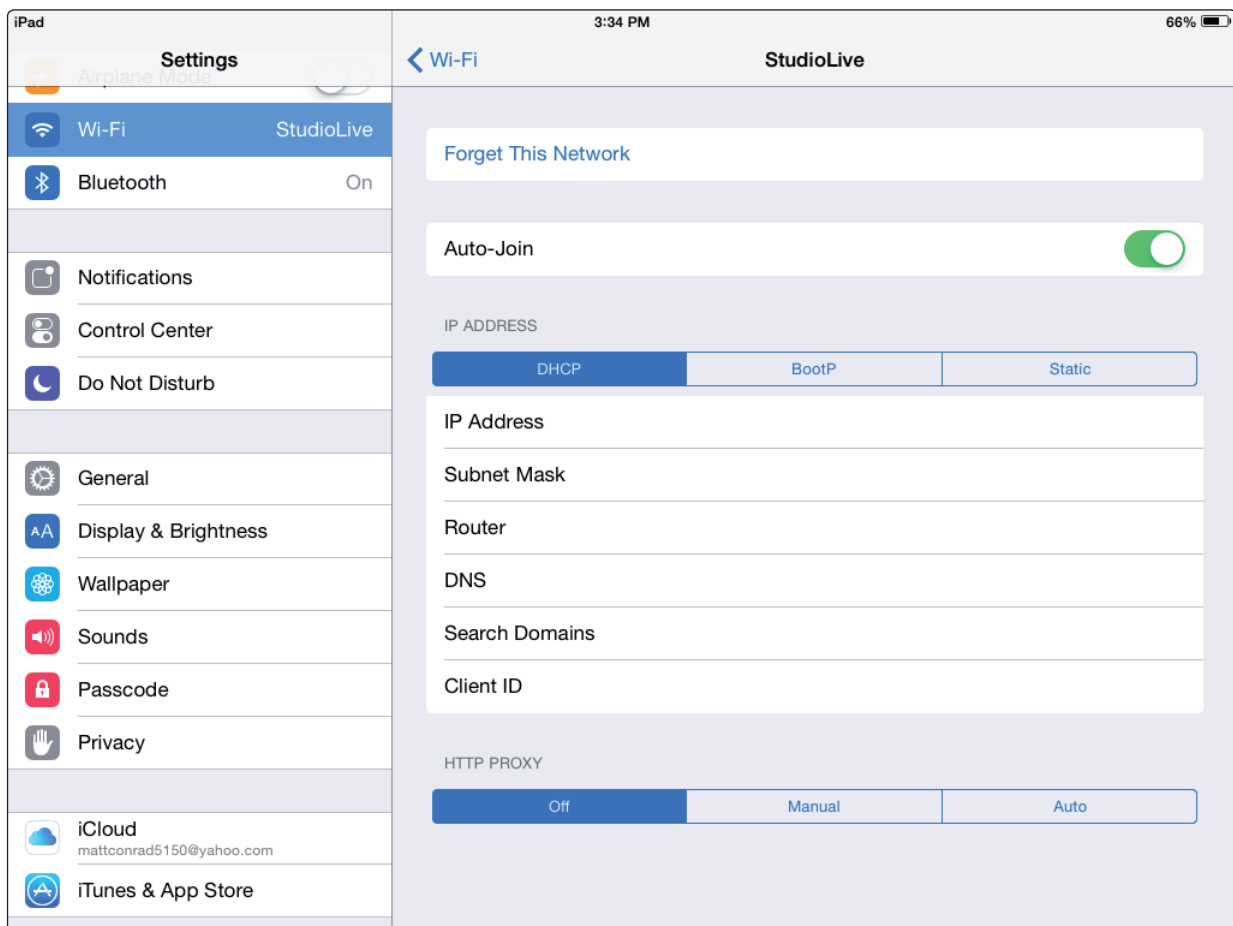 iPad
3:34 PM
66%
Settings
Airplane Mode
Wi-Fi
StudioLive
Bluetooth
On
Notifications
Control Center
Do Not Disturb
General
AA
Display & Brightness
Wallpaper
Sounds
Passcode
Privacy
iCloud
mattconrad5150@yahoo.com
iTunes & App Store
Wi-Fi
StudioLive
Forget This Network
Auto-Join
IP ADDRESS
DHCP
BootP
Static
IP Address
Subnet Mask
Router
DNS
Search Domains
Client ID
HTTP PROXY
Off
Manual
Auto